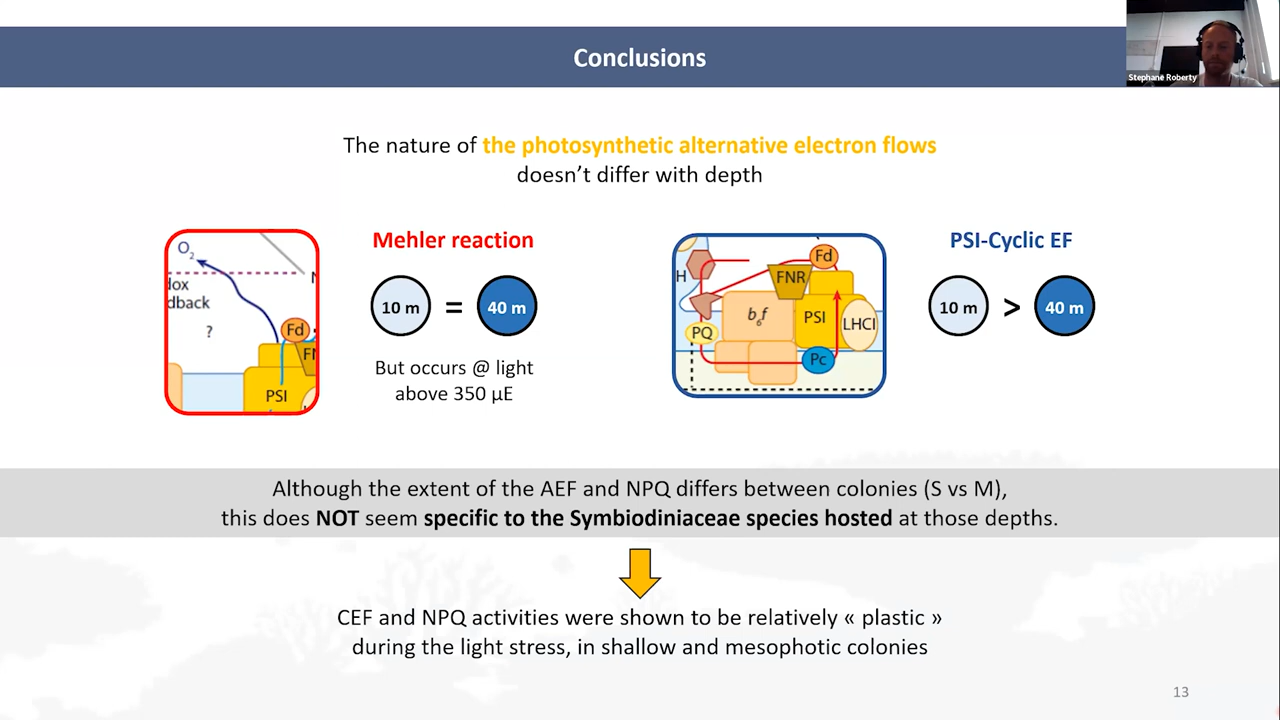 Conclusions
Stephane Roberty
The nature of the photosynthetic alternative electron flows
doesn't differ with depth
O2
dox
dback
?
Fd
FN
PSI
N
Mehler reaction
10 m = 40 m
But occurs @ light
above 350 µE
H
Fd
FNR
b6f
PSI
LHCI
PQ
Pc
PSI-Cyclic EF
10 m > 40 m
Although the extent of the AEF and NPQ differs between colonies (S vs M),
this does NOT seem specific to the Symbiodiniaceae species hosted at those depths.
CEF and NPQ activities were shown to be relatively « plastic »
during the light stress, in shallow and mesophotic colonies
13